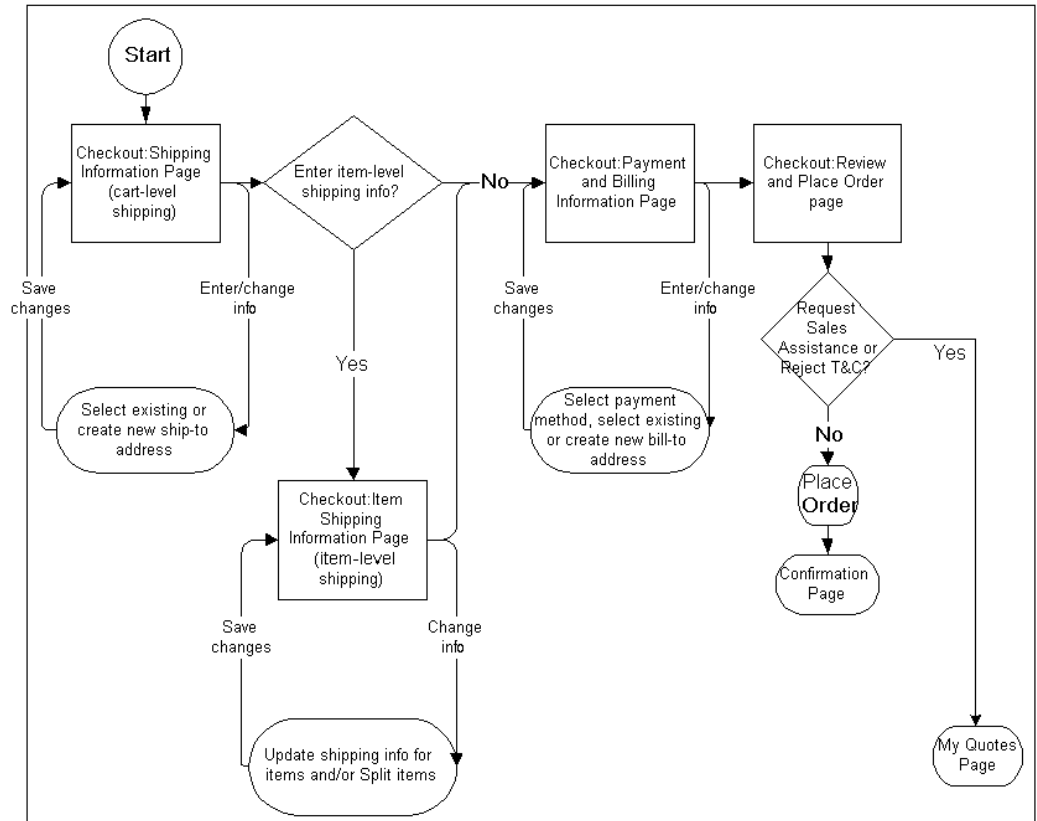 Start
Checkout:Shipping
Information Page
(cart-level
shipping)
Enter item-level
shipping info?
No
Checkout:Payment
and Billing
Information Page
Checkout:Review
and Place Order
page
Save
changes
Enter/change
info
Save
changes
Enter/change
info
Request
Sales
Assistance or
Reject T&C?
Yes
Yes
Select existing or
create new ship-to
address
Select payment
method, select existing
or create new bill-to
address
No
Place
Order
Checkout:Item
Shipping
Information Page
(item-level
shipping)
Confirmation
Page
Save
changes
Change
info
Update shipping info for
items and/or Split items
My Quotes
Page